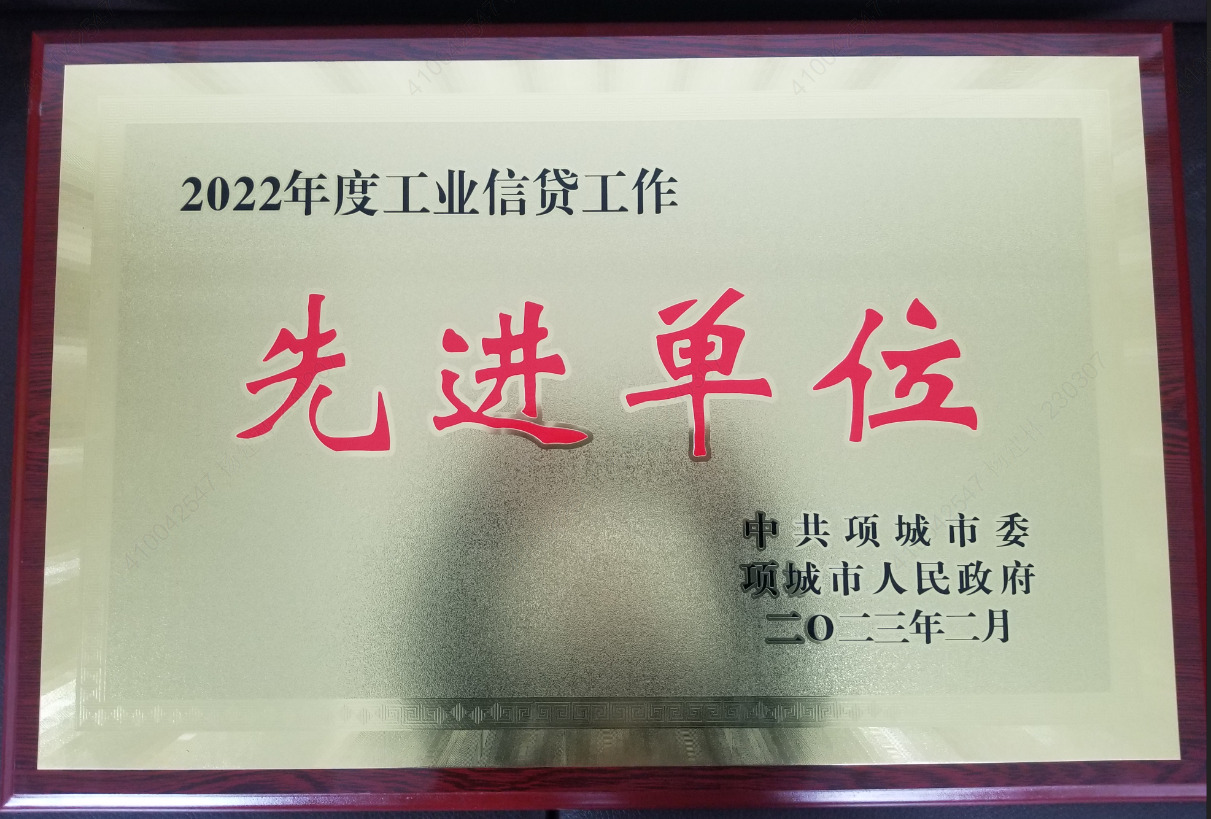 2022年度工业信贷工作
先进单位
中共项城市委
项城市人民政府
二O二三年二月